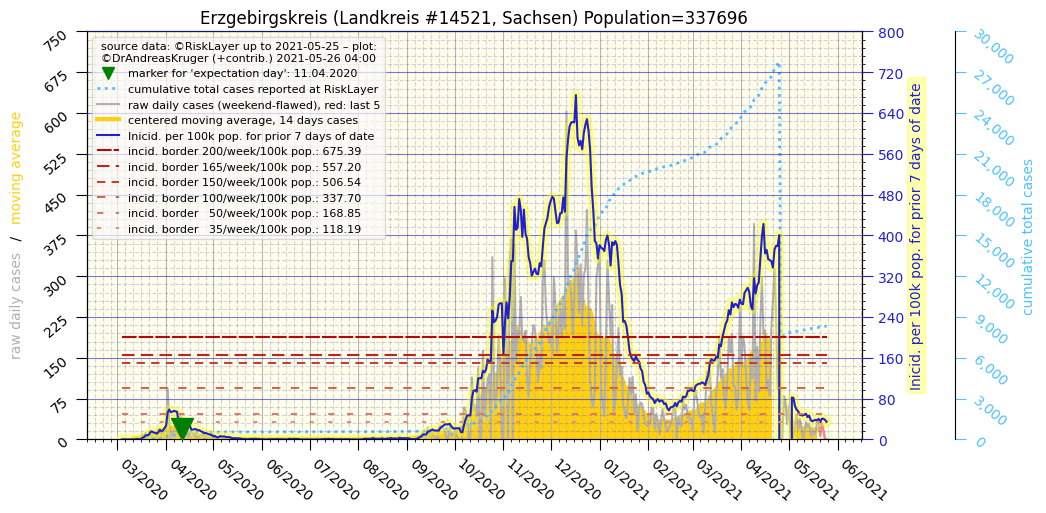 Erzgebirgskreis (Landkreis #14521, Sachsen) Population=337696
source data: ©RiskLayer up to 2021-05-25 – plot:
©DrAndreasKruger (+contrib.) 2021-05-26 04:00
marker for 'expectation day': 11.04.2020
cumulative total cases reported at RiskLayer
raw daily cases (weekend-flawed), red: last 5
centered moving average, 14 days cases
Inicid. per 100k pop. for prior 7 days of date
incid. border 200/week/100k pop.: 675.39
incid. border 165/week/100k pop.: 557.20
incid. border 150/week/100k pop.: 506.54
incid. border 100/week/100k pop.: 337.70
incid. border 50/week/100k pop.: 168.85
incid. border 35/week/100k pop.: 118.19
raw daily cases / moving average
750
675
600
525
450
375
300
225
150
75
0
03/2020
04/2020
05/2020
06/2020
07/2020
08/2020
09/2020
10/2020
11/2020
12/2020
01/2021
02/2021
03/2021
04/2021
05/2021
06/2021
800
720
640
560
480
400
320
240
160
80
0
Inicid. per 100k pop. for prior 7 days of date
30,000
27,000
24,000
21,000
18,000
15,000
12,000
9,000
6,000
3,000
0
cumulative total cases